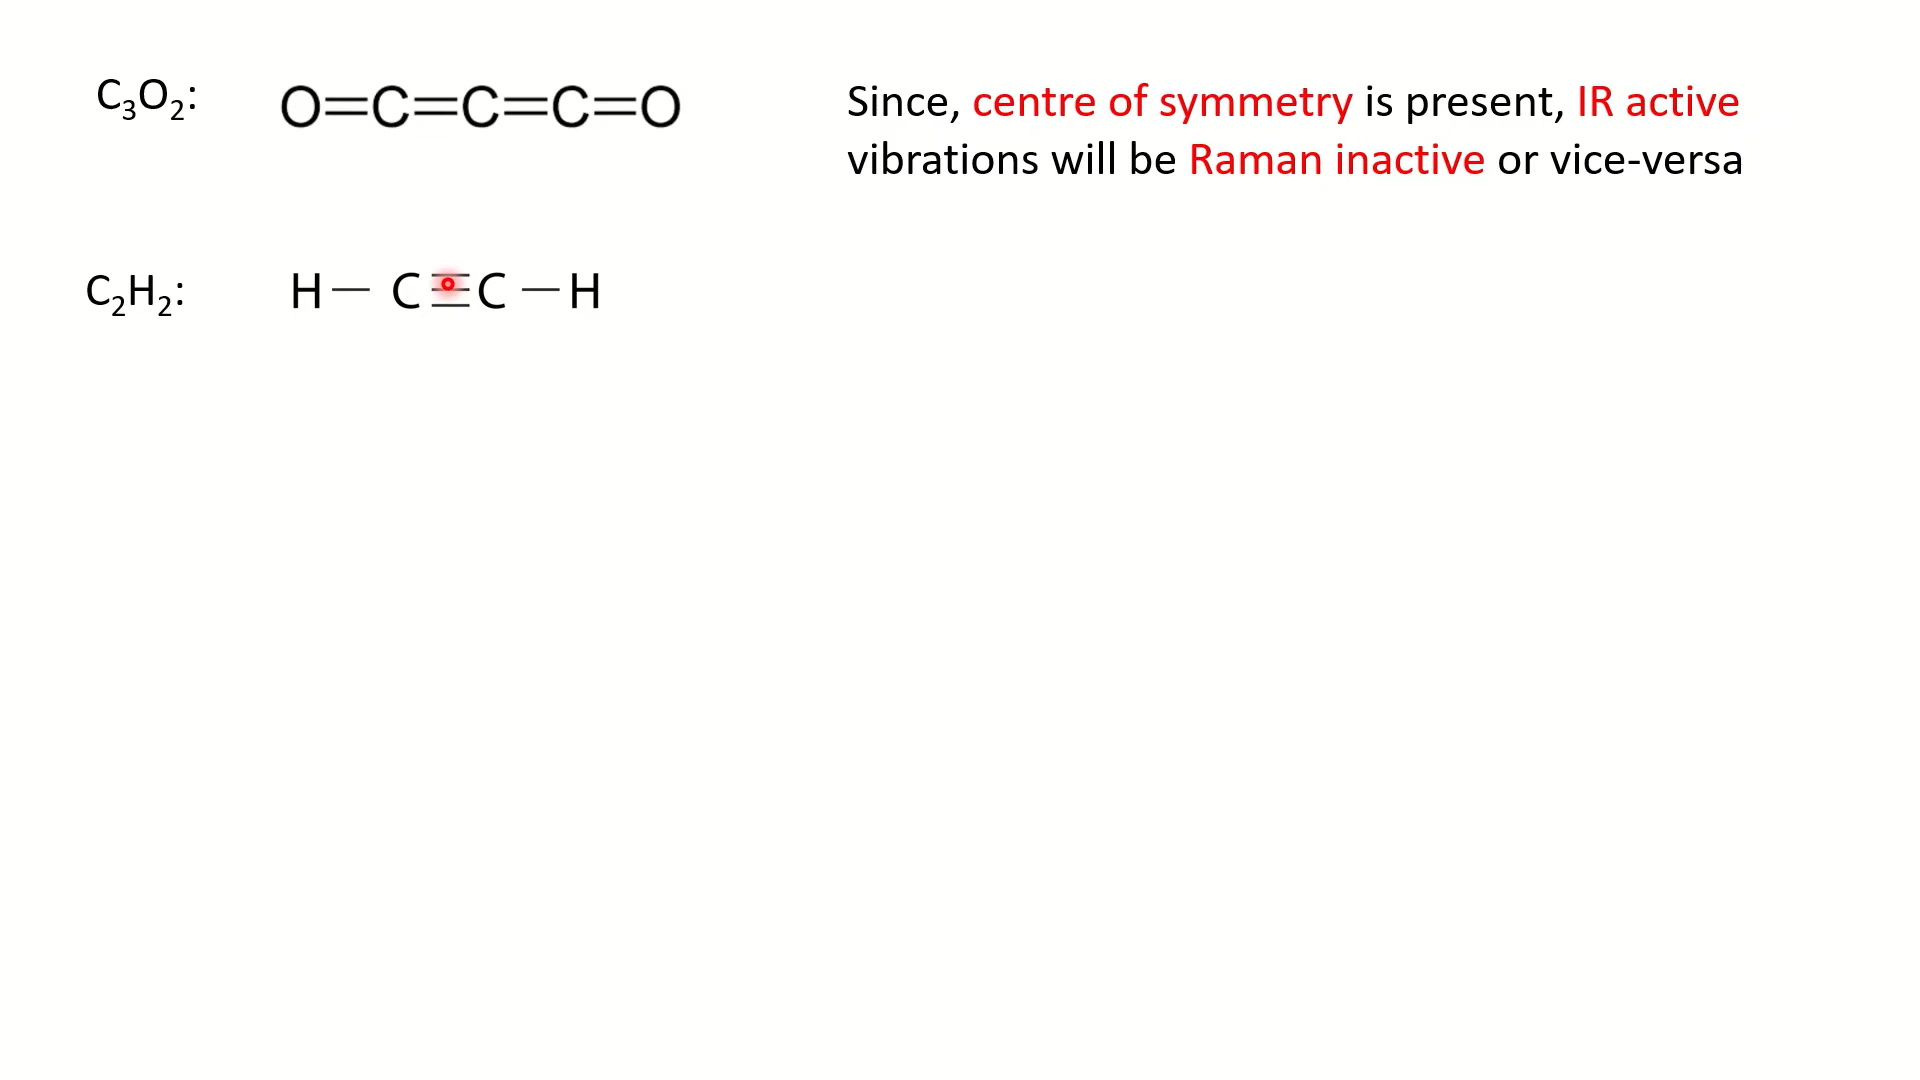 C₃O₂: O=C=C=C=O
Since, centre of symmetry is present, IR active
vibrations will be Raman inactive or vice-versa
C₂H₂: H — C≡C — H